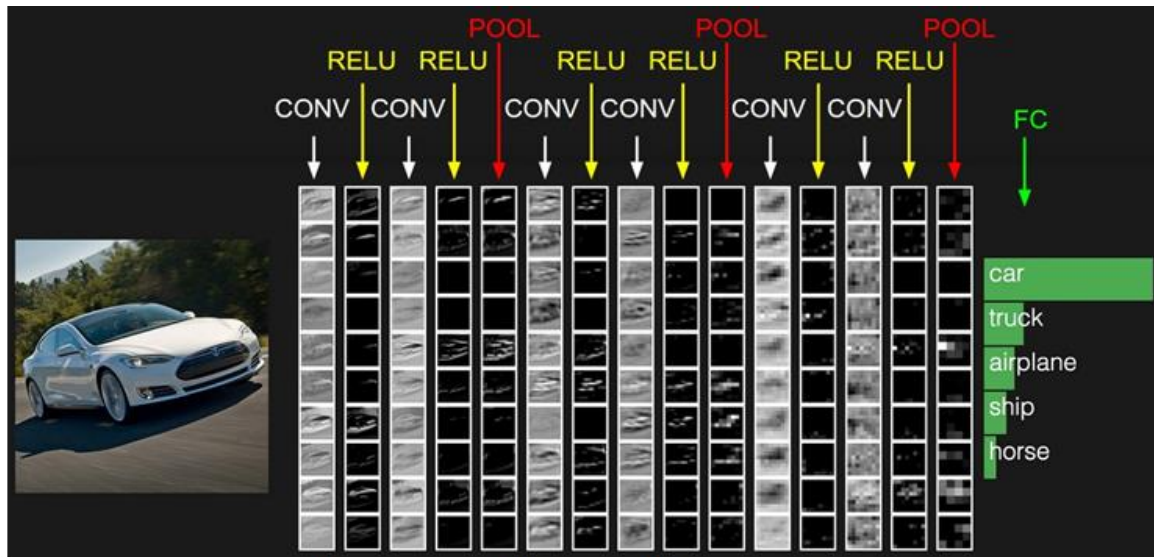 POOL POOL POOL
RELU RELU RELU RELU RELU RELU
CONV CONV CONV CONV CONV CONV
FC
car
truck
airplane
ship
horse